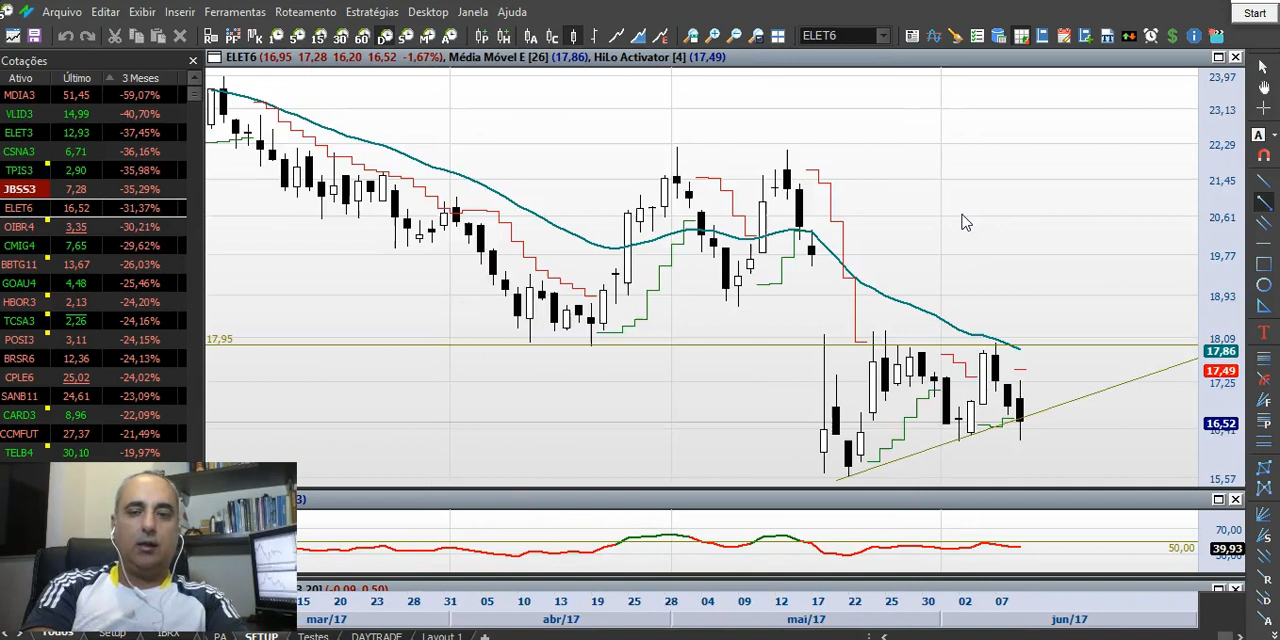 Start
Arquivo Editar Exibir Inserir Ferramentas Roteamento Estratégias Desktop Janela Ajuda
ELET6
Cotações
ELET6 (16,95 17,28 16,20 16,52 -1,67%), Média Móvel E [26] (17,86), HiLo Activator [4] (17,49)
Ativo Último 3 Meses
MDIA3 51,45 -59,07%
VLID3 14,99 -40,70%
ELET3 12,93 -37,45%
CSNA3 6,71 -36,16%
TPIS3 2,90 -35,98%
JBSS3 7,28 -35,29%
ELET6 16,52 -31,37%
OIBR4 3,35 -30,21%
CMIG4 7,65 -29,62%
BBTG11 13,67 -26,03%
GOAU4 4,48 -25,46%
HBOR3 2,13 -24,20%
TCSA3 2,26 -24,16%
POSI3 3,11 -24,15%
BRSR6 12,36 -24,13%
CPLE6 25,02 -24,02%
SANB11 24,61 -23,09%
CARD3 8,96 -22,09%
CCMFUT 27,37 -21,49%
TELB4 30,10 -19,97%
23,97
23,13
22,29
21,45
20,61
19,77
18,93
18,09
17,95
17,86
17,49
17,25
16,52
15,57
70,00
50,00
39,93
15 20 23 28 31 05 10 13 19 25 28 04 09 12 17 22 25 30 02 07
mar/17 abr/17 mai/17 jun/17
Todos Setup IBRX PA SETUP Testes DAYTRADE Layout 1